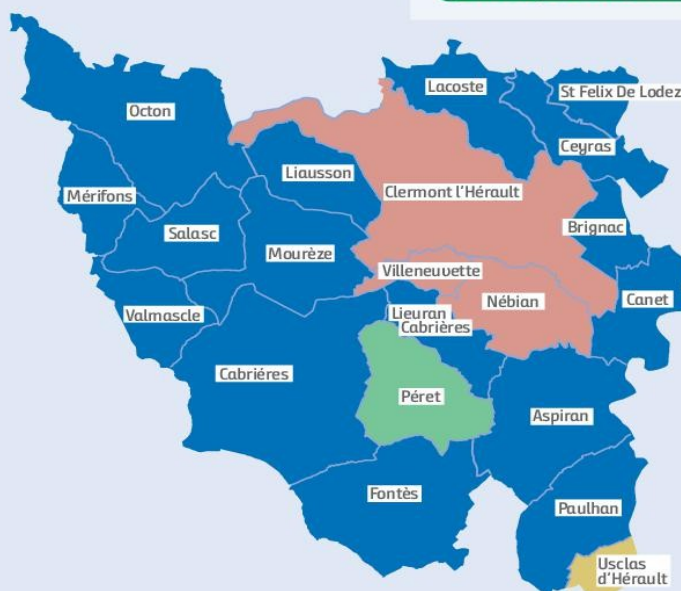 Lacoste
St Felix De Lodez
Octon
Ceyras
Liausson
Mérifons
Clermont l'Hérault
Salasc
Brignac
Mourèze
Villeneuvette
Canet
Nébian
Valmascle
Lieuran
Cabrières
Cabriéres
Péret
Aspiran
Fontès
Paulhan
Usclas
d'Hérault